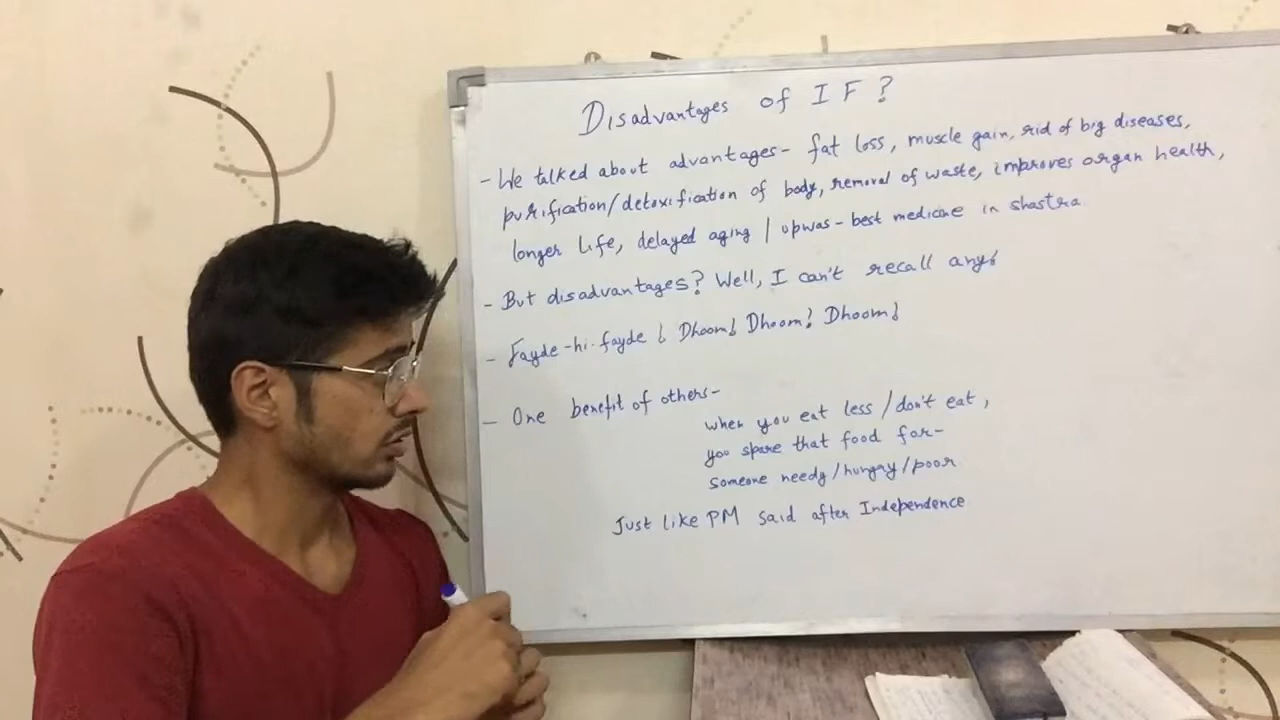 Disadvantages of IF?
- We talked about advantages- fat loss, muscle gain, rid of big diseases,
purification/detoxification of body, removal of waste, improves organ health,
longer life, delayed aging / upwas - best medicine in shastra
- But disadvantages? Well, I can't recall any!
- Fayde-hi-fayde! Dhoom! Dhoom! Dhoom!
- One benefit of others-
when you eat less/don't eat,
you spare that food for-
someone needy/hungry/poor
Just like PM said after Independence